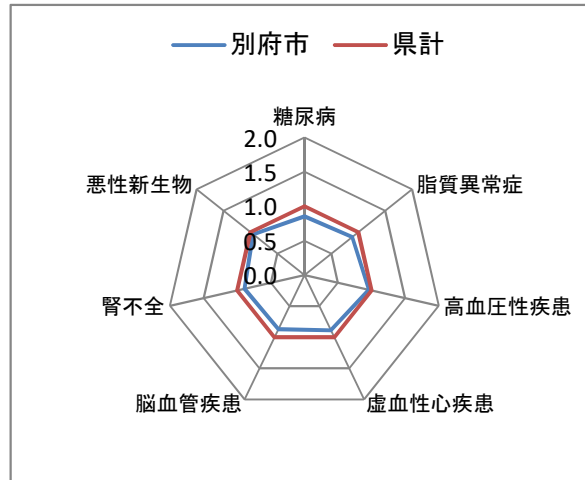 別府市 県計
糖尿病
2.0
1.5
1.0
0.5
0.0
脂質異常症
高血圧性疾患
虚血性心疾患
脳血管疾患
腎不全
悪性新生物